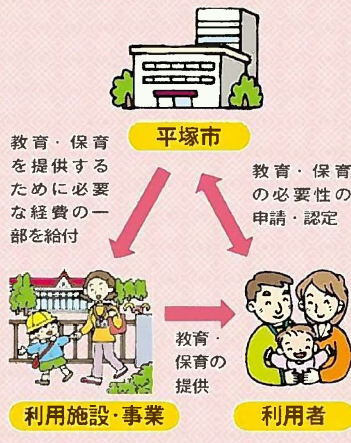 平塚市
教育・保育
を提供する
ために必要
な経費の一
部を給付
教育・保育
の必要性の
申請・認定
教育・
保育の
提供
利用施設・事業
利用者